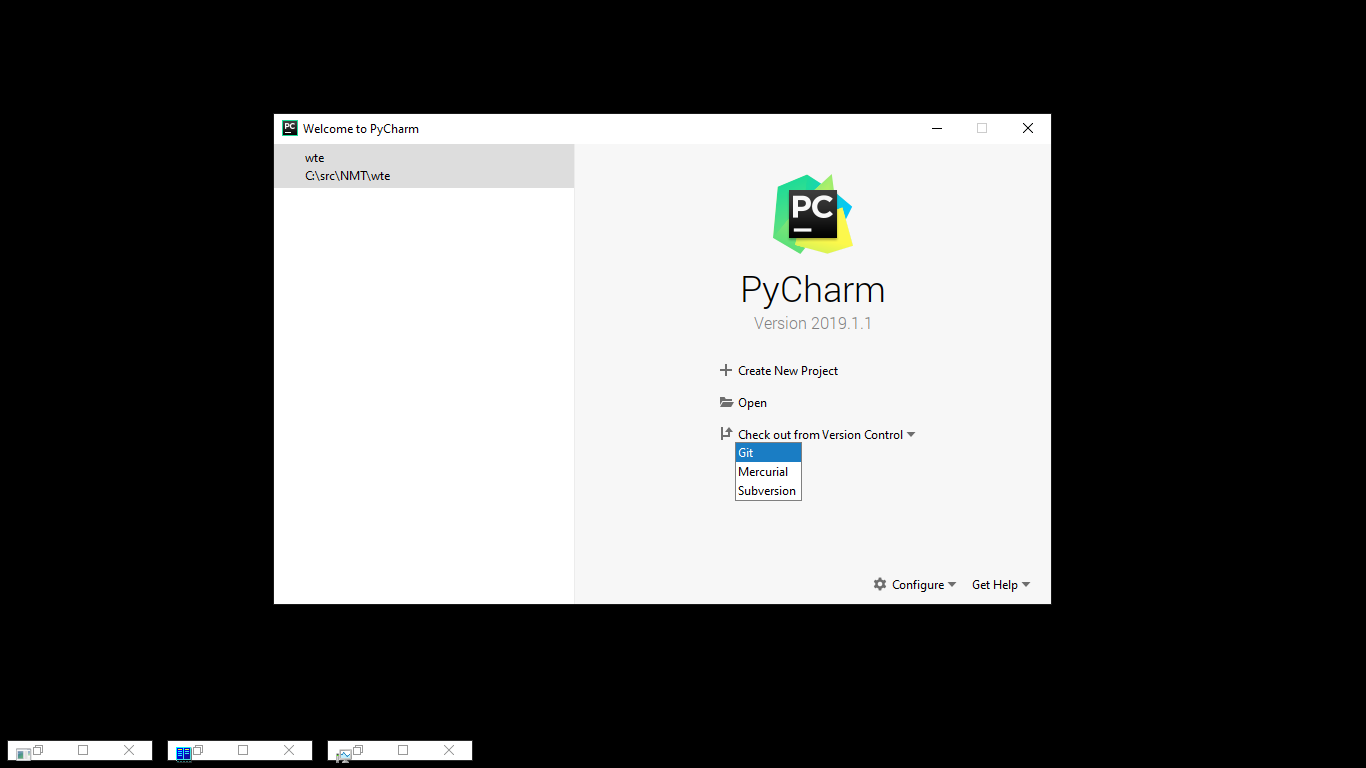 Welcome to PyCharm
wte
C:\src\NMT\wte
PC
PyCharm
Version 2019.1.1
Create New Project
Open
Check out from Version Control
Git
Mercurial
Subversion
Configure
Get Help